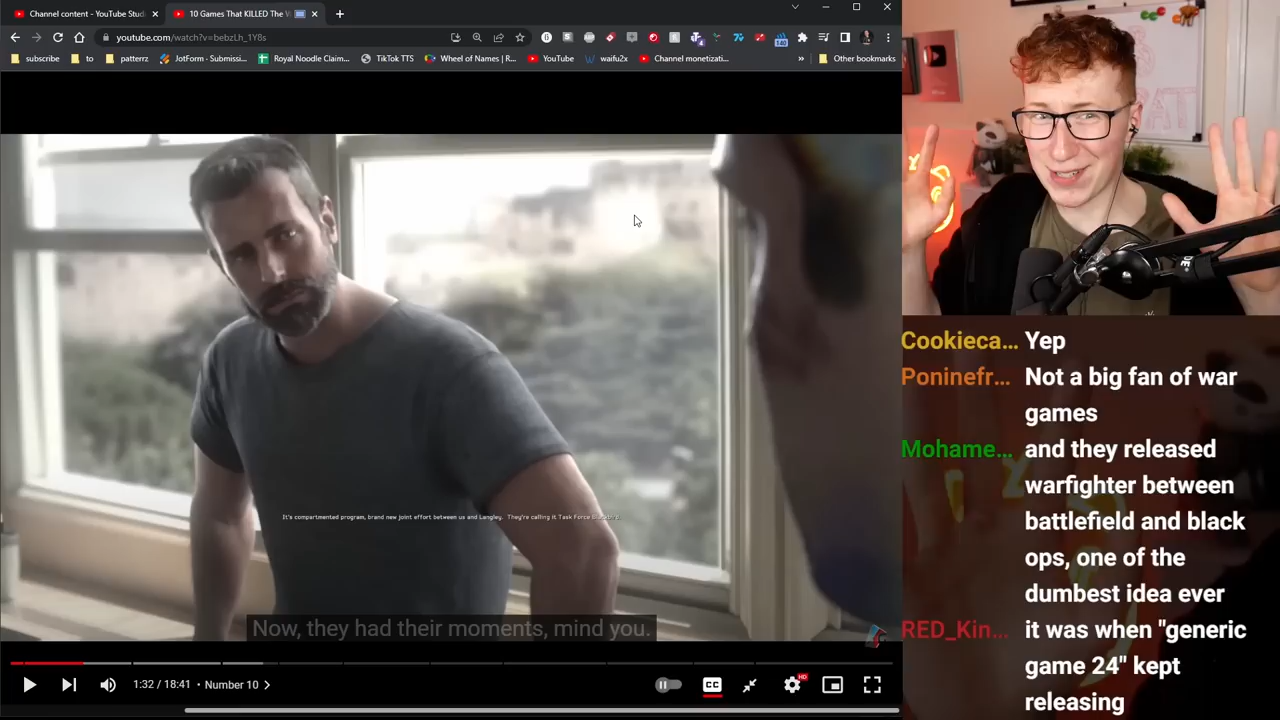 Channel content - YouTube Stud
10 Games That KILLED The V
youtube.com/watch?v=bebzLh_1Y8s
subscribe
to
patterrz
JotForm - Submissi...
Royal Noodle Claim...
TikTok TTS
Wheel of Names | R...
YouTube
waifu2x
Channel monetizati...
»
Other bookmarks
140
It's compartmented program, brand new joint effort between us and Langley. They're calling it Task Force
Now, they had their moments, mind you.
1:32 / 18:41 • Number 10 >
CC
HD
Cookieca... Yep
Poninefr... Not a big fan of war
games
Mohame... and they released
warfighter between
battlefield and black
ops, one of the
dumbest idea ever
RED_Kin... it was when "generic
game 24" kept
releasing